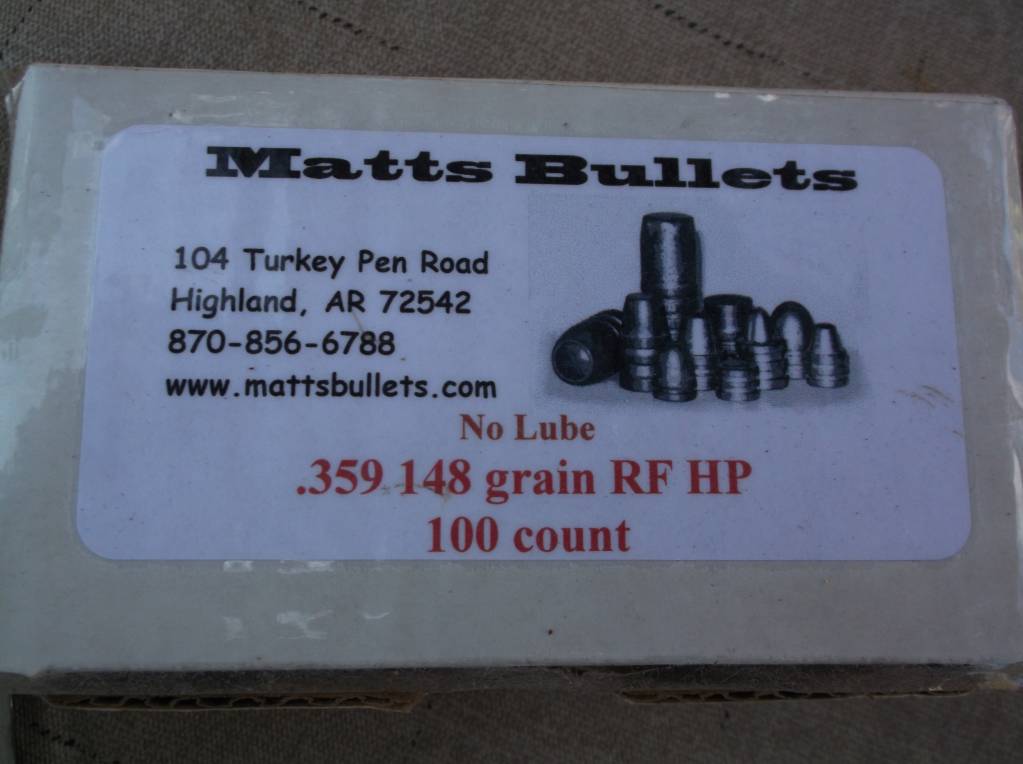 Matts Bullets
104 Turkey Pen Road
Highland, AR 72542
870-856-6788
www.mattsbullets.com
No Lube
.359 148 grain RF HP
100 count